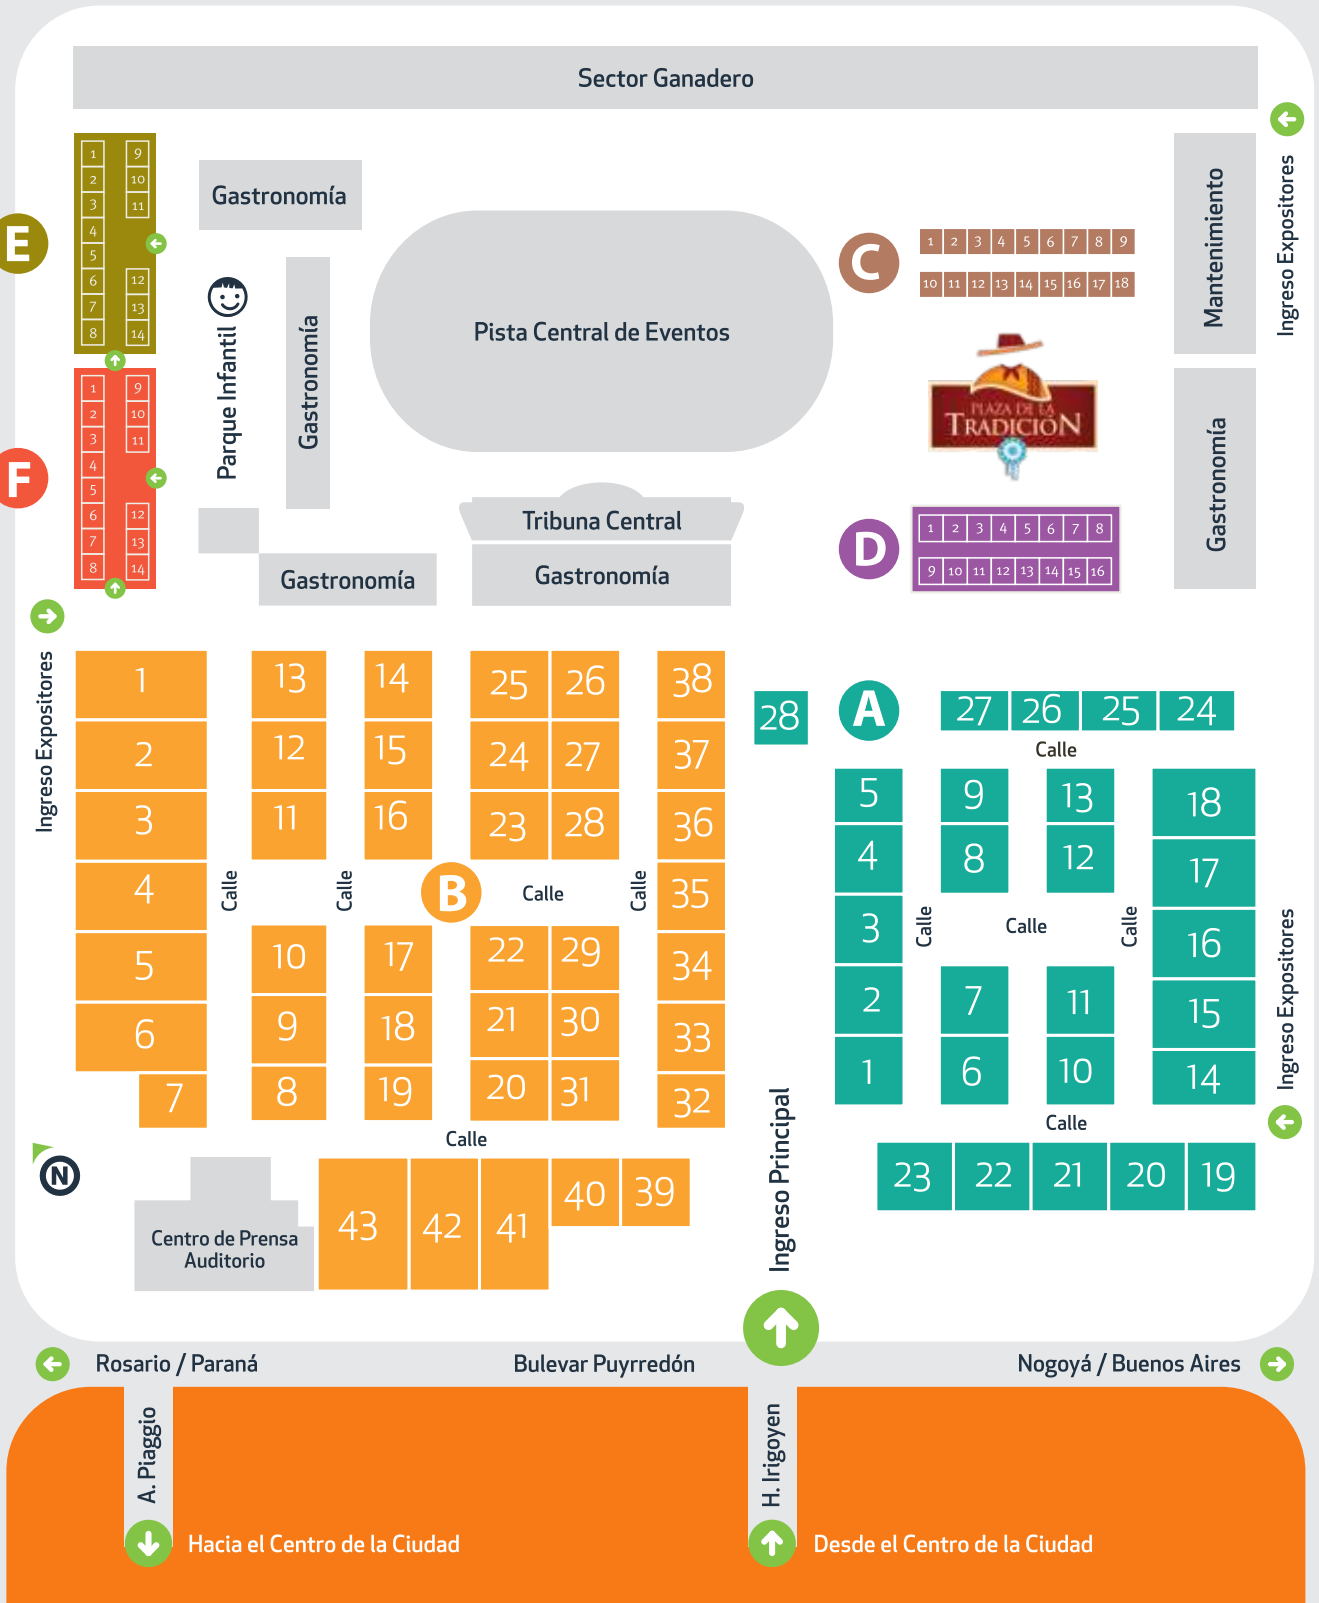 Sector Ganadero
E
1
2
3
4
5
6
7
8
9
10
11
12
13
14
F
1
2
3
4
5
6
7
8
9
10
11
12
13
14
Gastronomía
Parque Infantil
Gastronomía
Gastronomía
Pista Central de Eventos
Tribuna Central
Gastronomía
C
1 2 3 4 5 6 7 8 9
10 11 12 13 14 15 16 17 18
PLAZA DE LA
TRADICIÓN
D
1 2 3 4 5 6 7 8
9 10 11 12 13 14 15 16
Mantenimiento
Gastronomía
Ingreso Expositores
Ingreso Expositores
1 13 14 25 26 38
2 12 15 24 27 37
3 11 16 23 28 36
4 Calle Calle B Calle Calle 35
5 10 17 22 29 34
6 9 18 21 30 33
7 8 19 20 31 32
Calle
43 42 41 40 39
N
Centro de Prensa
Auditorio
28 A 27 26 25 24
Calle
5 9 13 18
4 8 12 17
3 Calle Calle Calle 16
2 7 11 15
1 6 10 14
Calle
23 22 21 20 19
Ingreso Expositores
Ingreso Principal
Rosario / Paraná
Bulevar Puyrredón
Nogoyá / Buenos Aires
A. Piaggio
H. Irigoyen
Hacia el Centro de la Ciudad
Desde el Centro de la Ciudad